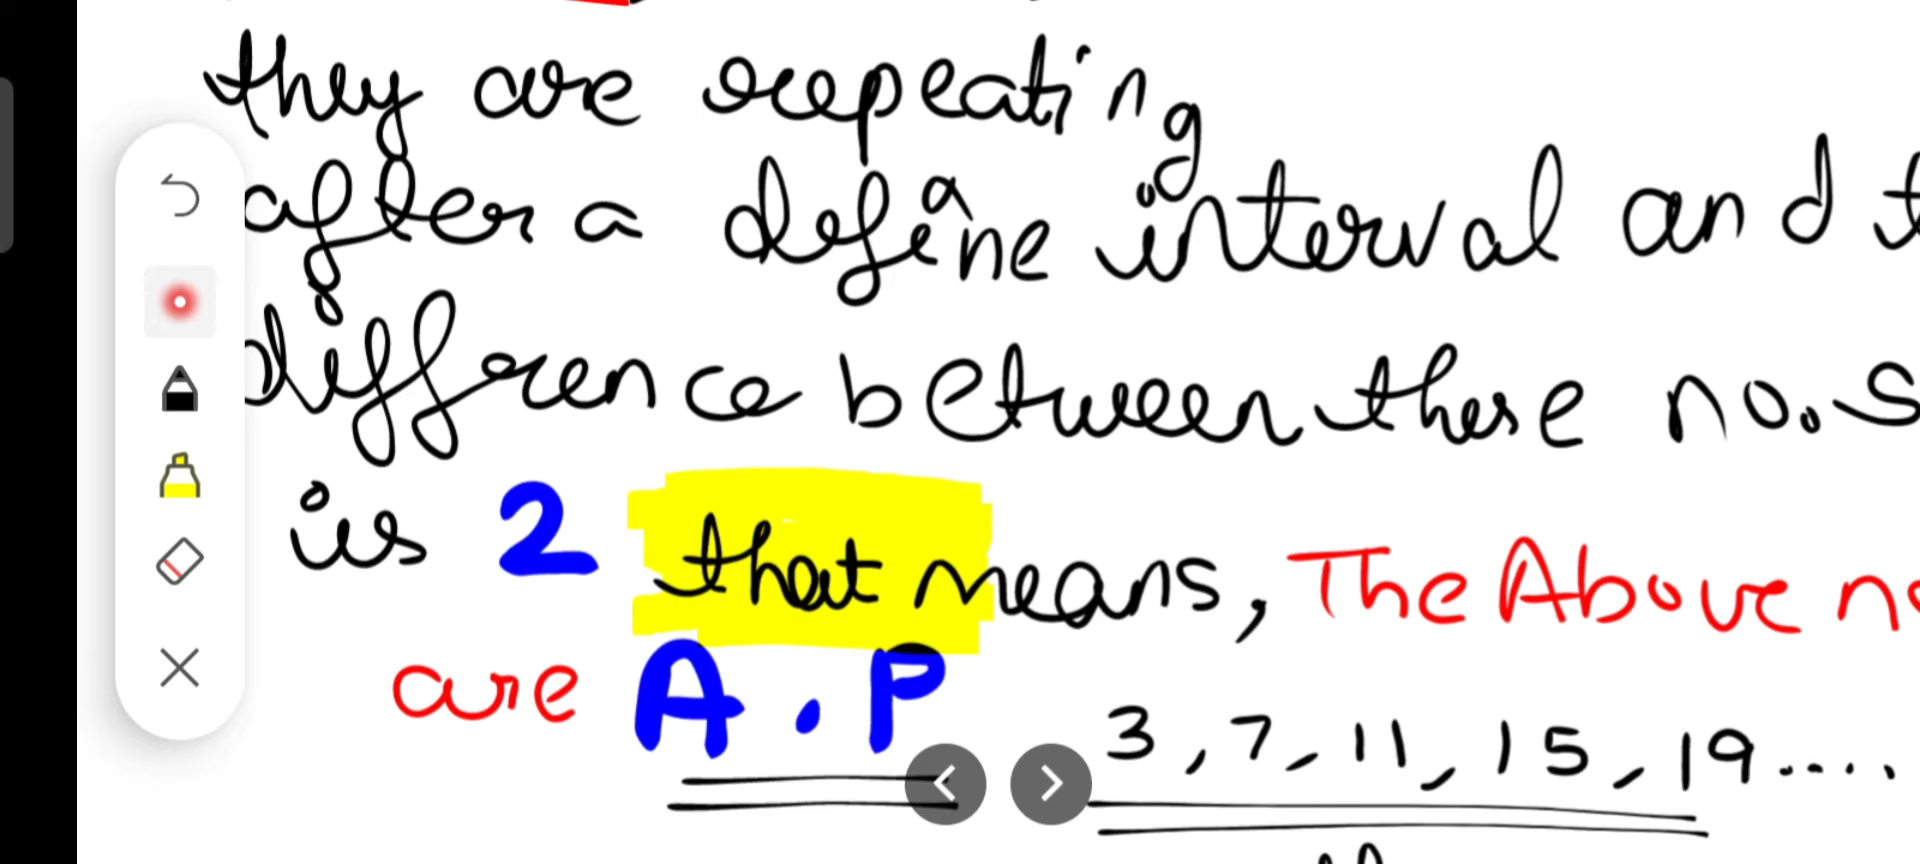 they are repeating
after a define interval and t
difference between these no.s
is 2 that means, The Above no
are A.P
3, 7, 11, 15, 19....